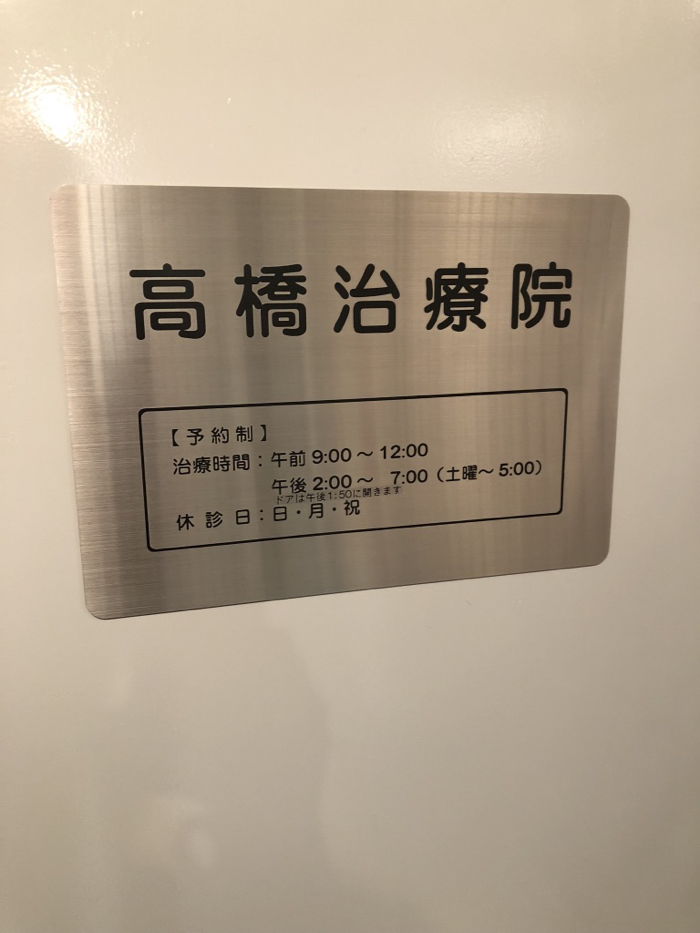 高橋治療院
【予約制】
治療時間：午前 9:00 〜 12:00
午後 2:00 〜 7:00（土曜〜 5:00）
ドアは午後1:50に開きます
休診日：日・月・祝